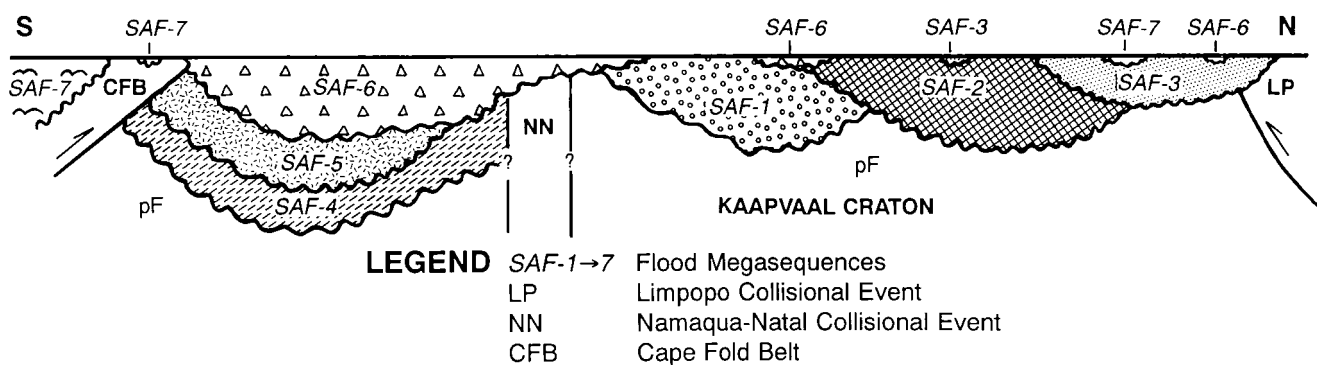 S SAF-7 SAF-6 SAF-3 SAF-7 SAF-6 N
SAF-7 CFB SAF-6 SAF-1 SAF-2 SAF-3 LP
NN
SAF-5
pF SAF-4 pF
KAAPVAAL CRATON
? ?
LEGEND SAF-1→7 Flood Megasequences
LP Limpopo Collisional Event
NN Namaqua-Natal Collisional Event
CFB Cape Fold Belt